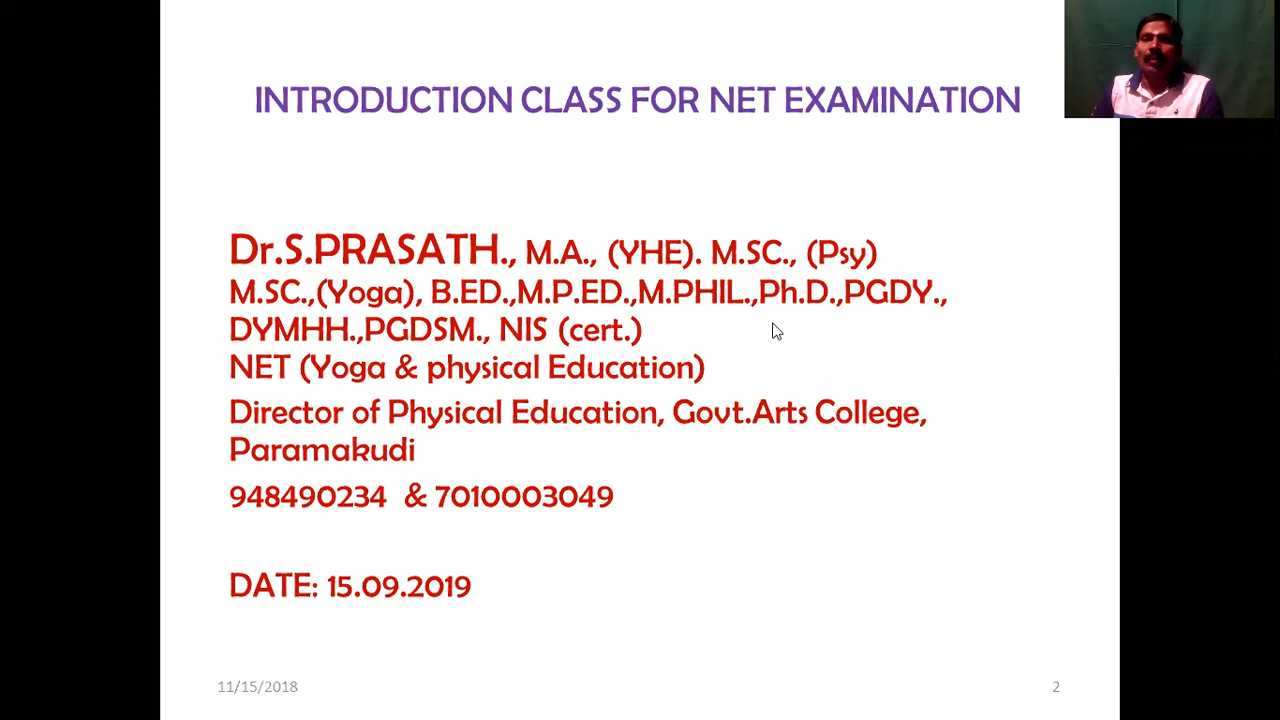 INTRODUCTION CLASS FOR NET EXAMINATION
Dr.S.PRASATH., M.A., (YHE). M.SC., (Psy)
M.SC.,(Yoga), B.ED.,M.P.ED.,M.PHIL.,Ph.D.,PGDY.,
DYMHH.,PGDSM., NIS (cert.)
NET (Yoga & physical Education)
Director of Physical Education, Govt.Arts College,
Paramakudi
948490234 & 7010003049
DATE: 15.09.2019
11/15/2018
2